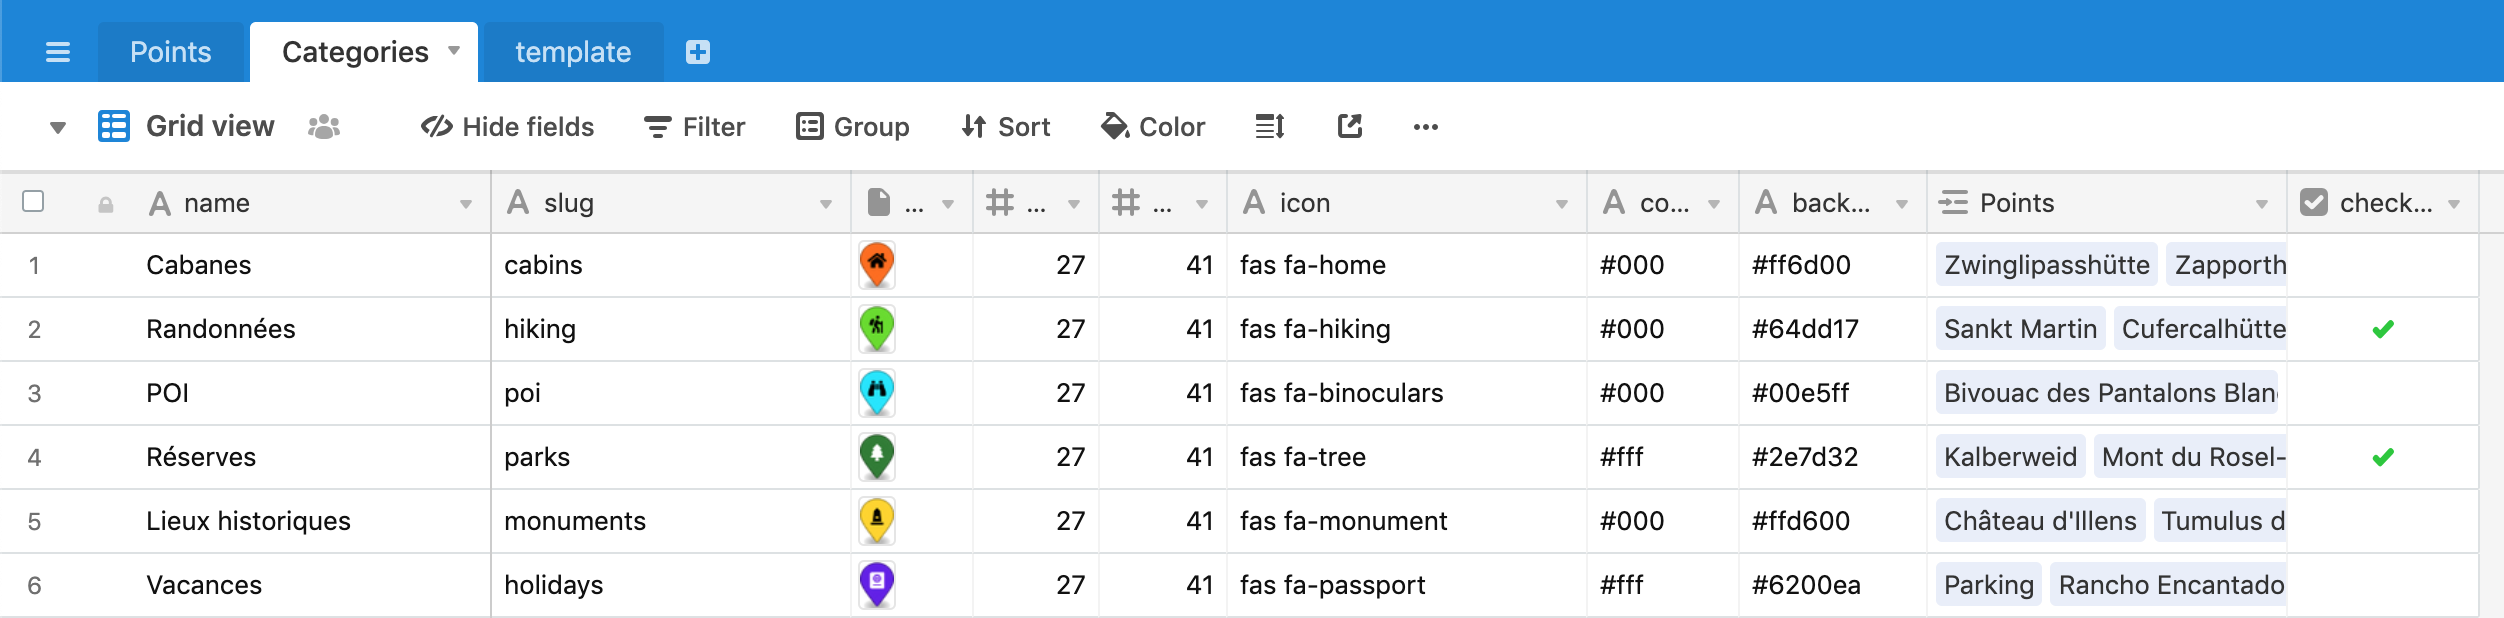 Points Categories template
Grid view Hide fields Filter Group Sort Color ...
name slug ... ... ... icon co... back... Points check...
1 Cabanes cabins 27 41 fas fa-home #000 #ff6d00 Zwinglipasshütte Zapporth
2 Randonnées hiking 27 41 fas fa-hiking #000 #64dd17 Sankt Martin Cufercalhütte
3 POI poi 27 41 fas fa-binoculars #000 #00e5ff Bivouac des Pantalons Blan
4 Réserves parks 27 41 fas fa-tree #fff #2e7d32 Kalberweid Mont du Rosel-
5 Lieux historiques monuments 27 41 fas fa-monument #000 #ffd600 Château d'Illens Tumulus d
6 Vacances holidays 27 41 fas fa-passport #fff #6200ea Parking Rancho Encantado